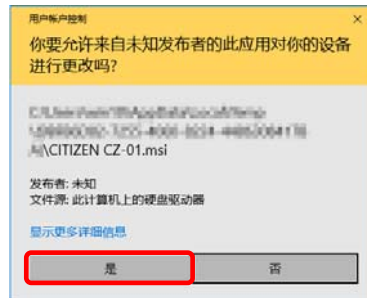 用户帐户控制
你要允许来自未知发布者的此应用对你的设备
进行更改吗?
\CITIZEN CZ-01.msi
发布者: 未知
文件源: 此计算机上的硬盘驱动器
显示更多详细信息
是
否